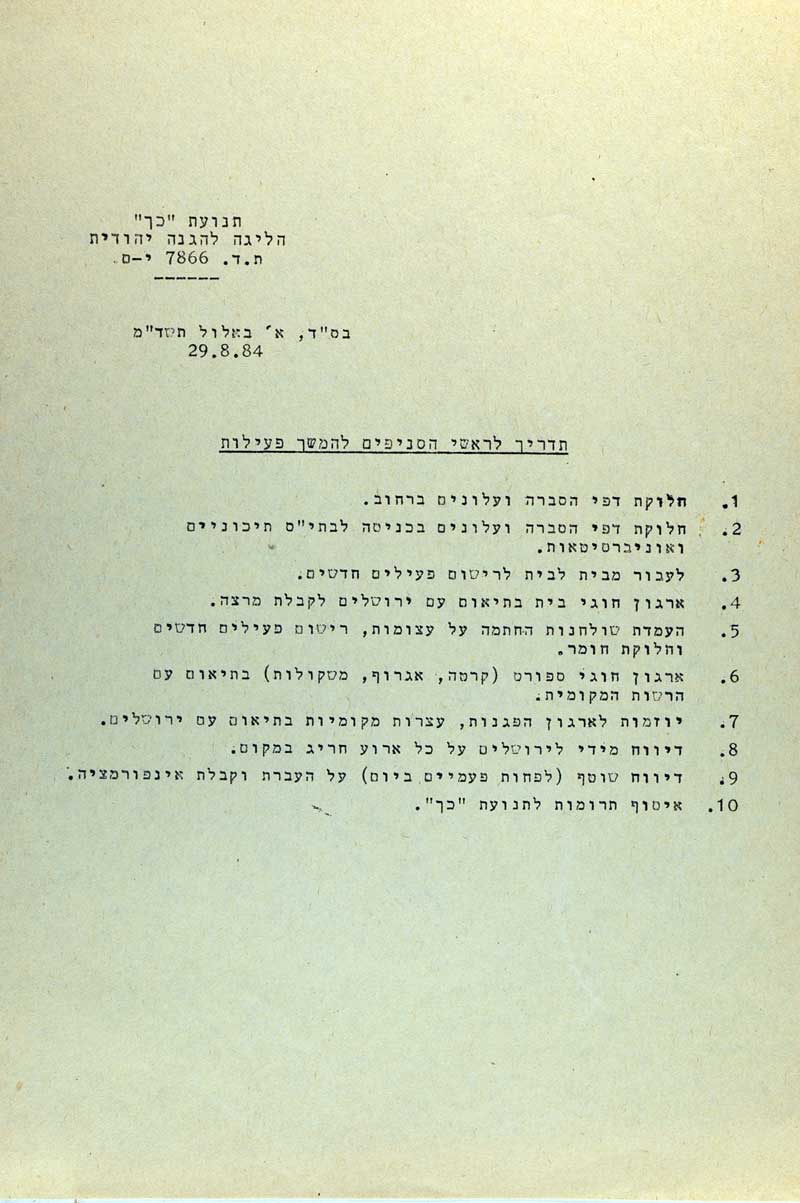 תנועת "כך"
הליגה להגנה יהודית
ת.ד. 7866 י-ם.
בס"ד, א' באלול תשד"מ
29.8.84
תדריך לראשי הסניפים להמשך פעילות
1. חלוקת דפי הסברה ועלונים ברחוב.
2. חלוקת דפי הסברה ועלונים בכניסה לבתי"ס תיכוניים
ואוניברסיטאות.
3. לעבור מבית לבית לרישום פעילים חדשים.
4. ארגון חוגי בית בתיאום עם ירושלים לקבלת מרצה.
5. העמדת שולחנות החתמה על עצומות, רישום פעילים חדשים
וחלוקת חומר.
6. ארגון חוגי ספורט (קרטה, אגרוף, משקולות) בתיאום עם
הרשות המקומית.
7. יוזמות לארגון הפגנות, עצרות מקומיות בתיאום עם ירושלים.
8. דיווח מידי לירושלים על כל ארוע חריג במקום.
9. דיווח שוטף (לפחות פעמיים ביום) על העברת וקבלת אינפורמציה.
10. איסוף תרומות לתנועת "כך".